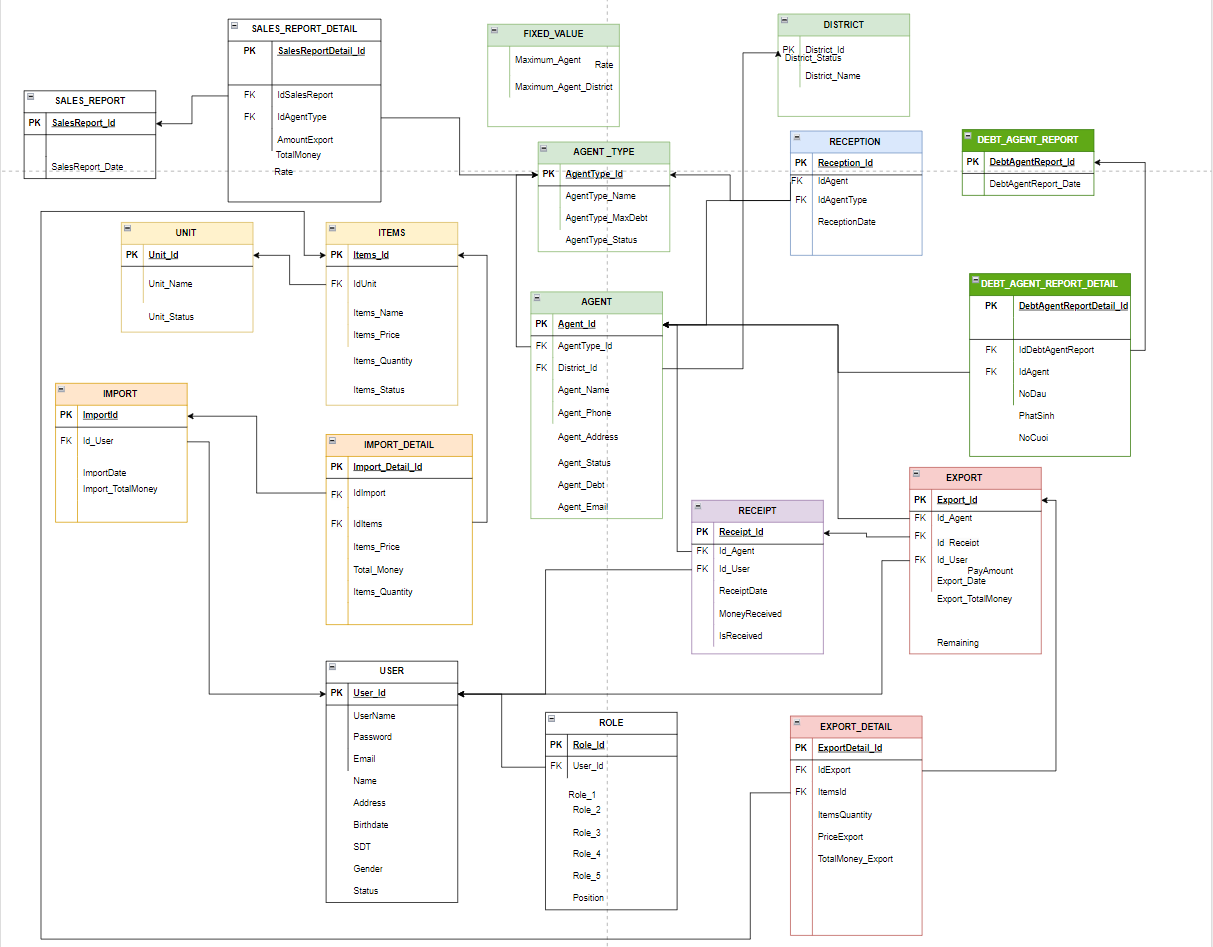 SALES_REPORT_DETAIL
PK SalesReportDetail_Id
FK IdSalesReport
FK IdAgentType
AmountExport
TotalMoney
Rate
FIXED_VALUE
Maximum_Agent
Rate
Maximum_Agent_District
DISTRICT
PK District_Id
District_Status
District_Name
SALES_REPORT
PK SalesReport_Id
SalesReport_Date
AGENT _TYPE
PK AgentType_Id
AgentType_Name
AgentType_MaxDebt
AgentType_Status
RECEPTION
PK Reception_Id
FK IdAgent
FK IdAgentType
ReceptionDate
DEBT_AGENT_REPORT
PK DebtAgentReport_Id
DebtAgentReport_Date
UNIT
PK Unit_Id
Unit_Name
Unit_Status
ITEMS
PK Items_Id
FK IdUnit
Items_Name
Items_Price
Items_Quantity
Items_Status
AGENT
PK Agent_Id
FK AgentType_Id
FK District_Id
Agent_Name
Agent_Phone
Agent_Address
Agent_Status
Agent_Debt
Agent_Email
DEBT_AGENT_REPORT_DETAIL
PK DebtAgentReportDetail_Id
FK IdDebtAgentReport
FK IdAgent
NoDau
PhatSinh
NoCuoi
IMPORT
PK ImportId
FK Id_User
ImportDate
Import_TotalMoney
IMPORT_DETAIL
PK Import_Detail_Id
FK IdImport
FK IdItems
Items_Price
Total_Money
Items_Quantity
RECEIPT
PK Receipt_Id
FK Id_Agent
FK Id_User
ReceiptDate
MoneyReceived
IsReceived
EXPORT
PK Export_Id
FK Id_Agent
FK Id_Receipt
FK Id_User
PayAmount
Export_Date
Export_TotalMoney
Remaining
USER
PK User_Id
UserName
Password
Email
Name
Address
Birthdate
SDT
Gender
Status
ROLE
PK Role_Id
FK User_Id
Role_1
Role_2
Role_3
Role_4
Role_5
Position
EXPORT_DETAIL
PK ExportDetail_Id
FK IdExport
FK ItemsId
ItemsQuantity
PriceExport
TotalMoney_Export